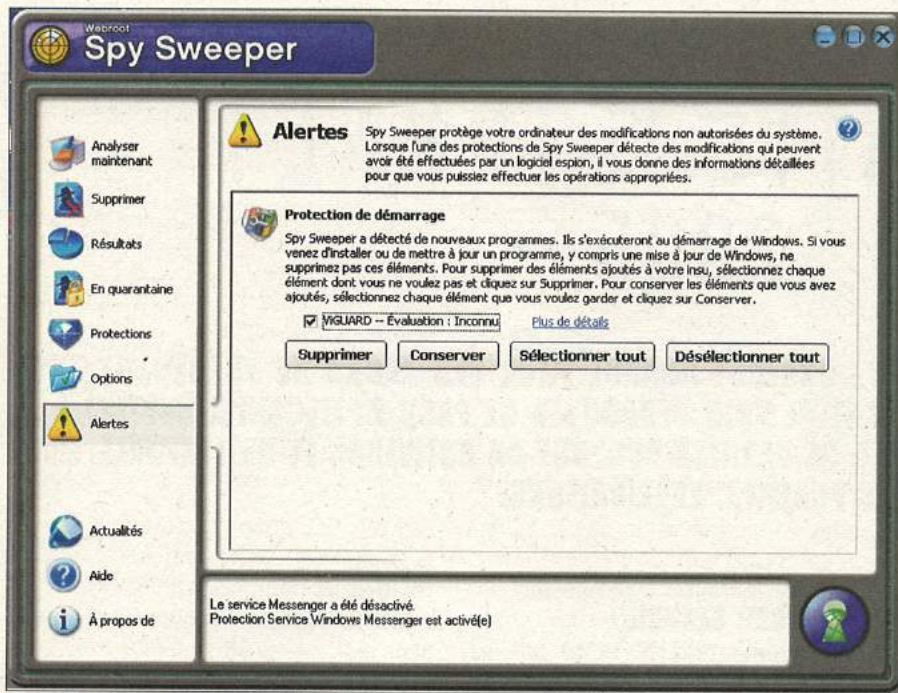 Webroot
Spy Sweeper
Analyser
maintenant
Supprimer
Résultats
En quarantaine
Protections
Options
Alertes
Actualités
Aide
À propos de
Alertes
Spy Sweeper protège votre ordinateur des modifications non autorisées du système.
Lorsque l'une des protections de Spy Sweeper détecte des modifications qui peuvent
avoir été effectuées par un logiciel espion, il vous donne des informations détaillées
pour que vous puissiez effectuer les opérations appropriées.
Protection de démarrage
Spy Sweeper a détecté de nouveaux programmes. Ils s'exécuteront au démarrage de Windows. Si vous
venez d'installer ou de mettre à jour un programme, y compris une mise à jour de Windows, ne
supprimez pas ces éléments. Pour supprimer des éléments ajoutés à votre insu, sélectionnez chaque
élément dont vous ne voulez pas et cliquez sur Supprimer. Pour conserver les éléments que vous avez
ajoutés, sélectionnez chaque élément que vous voulez garder et cliquez sur Conserver.
VIGUARD -- Évaluation : Inconnu
Plus de détails
Supprimer
Conserver
Sélectionner tout
Désélectionner tout
Le service Messenger a été désactivé.
Protection Service Windows Messenger est activé(e)